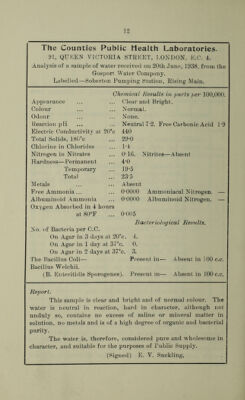 12
The Counties Public Health Laboratories.
91, QUEEN VICTORIA STREET, LONDON, E.C. 4.
Analysis of a sample of water received on 20th June, 1938, from the
Gosport Water Company.
Labelled—Soberton Pumping Station, Rising Main.
Chemical Results in parts per 100,000.
Appearance ... ... Clear and Bright.
Colour ... ... Normal.
Odour ... ... None.
Reaction pH ... ... Neutral 7·2. Free Carbonic Acid 1·9
Electric Conductivity at 20°c 440
Total Solids, 180°c ... 29·0
Chlorine in Chlorides ... 1·4
Nitrogen in Nitrates ... 0·16. Nitrites—Absent
Hardness—Permanent ... 4·0
Temporary ... 19·5
Total ... 23·5
Metals ... ... Absent
Free Ammonia ... ... 0·0000 Ammoniacal Nitrogen —
Albuminoid Ammonia ... 0·0000 Albuminoid Nitrogen. —
Oxygen Absorbed in 4 hours
at 80°F ... 0·005
Bacteriological Results.
No. of Bacteria per C.C.
On Agar in 3 days at 20°c. 4.
On Agar in 1 day at 37°c. 0.
On Agar in 2 days at 37°c. 3.
The Bacillus Coli— Present in— Absent in 100 c.c.
Bacillus Welchii.
(B. Enteritidis Sporogenes). Present in— Absent in 100 c.c.
Report.
This sample is clear and bright and of normal colour. The
water is neutral in reaction, hard in character, although not
unduly so, contains no excess of saline or mineral matter in
solution, no metals and is of a high degree of organic and bacterial
purity.
The water is, therefore, considered pure and wholesome in
character, and suitable for the purposes of Public Supply.
(Signed) E. V. Suckling,